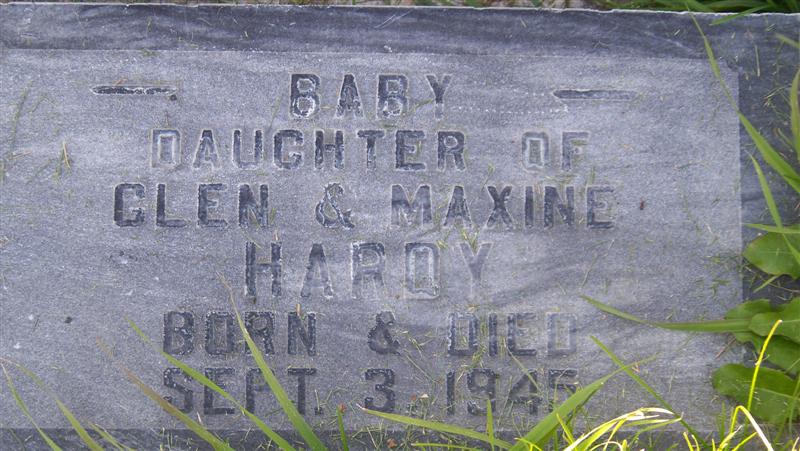 BABY
DAUGHTER OF
GLEN & MAXINE
HARDY
BORN & DIED
SEPT. 3, 1945